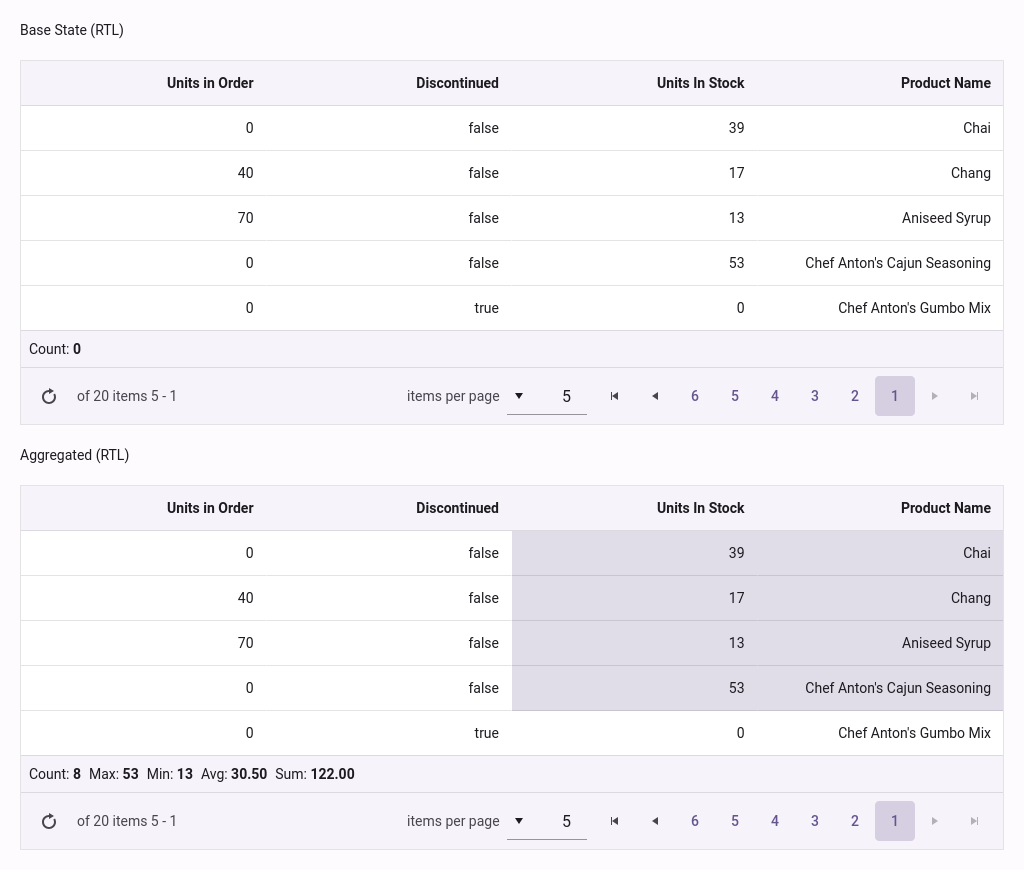 Base State (RTL)
Units in Order Discontinued Units In Stock Product Name
0 false 39 Chai
40 false 17 Chang
70 false 13 Aniseed Syrup
0 false 53 Chef Anton's Cajun Seasoning
0 true 0 Chef Anton's Gumbo Mix
Count: 0
of 20 items 5 - 1 items per page 5 6 5 4 3 2 1
Aggregated (RTL)
Units in Order Discontinued Units In Stock Product Name
0 false 39 Chai
40 false 17 Chang
70 false 13 Aniseed Syrup
0 false 53 Chef Anton's Cajun Seasoning
0 true 0 Chef Anton's Gumbo Mix
Count: 8 Max: 53 Min: 13 Avg: 30.50 Sum: 122.00
of 20 items 5 - 1 items per page 5 6 5 4 3 2 1